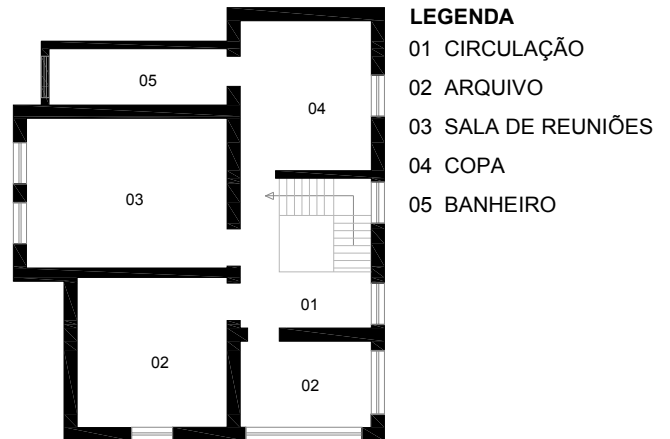 LEGENDA
01 CIRCULAÇÃO
02 ARQUIVO
03 SALA DE REUNIÕES
04 COPA
05 BANHEIRO
05
04
03
01
02
02